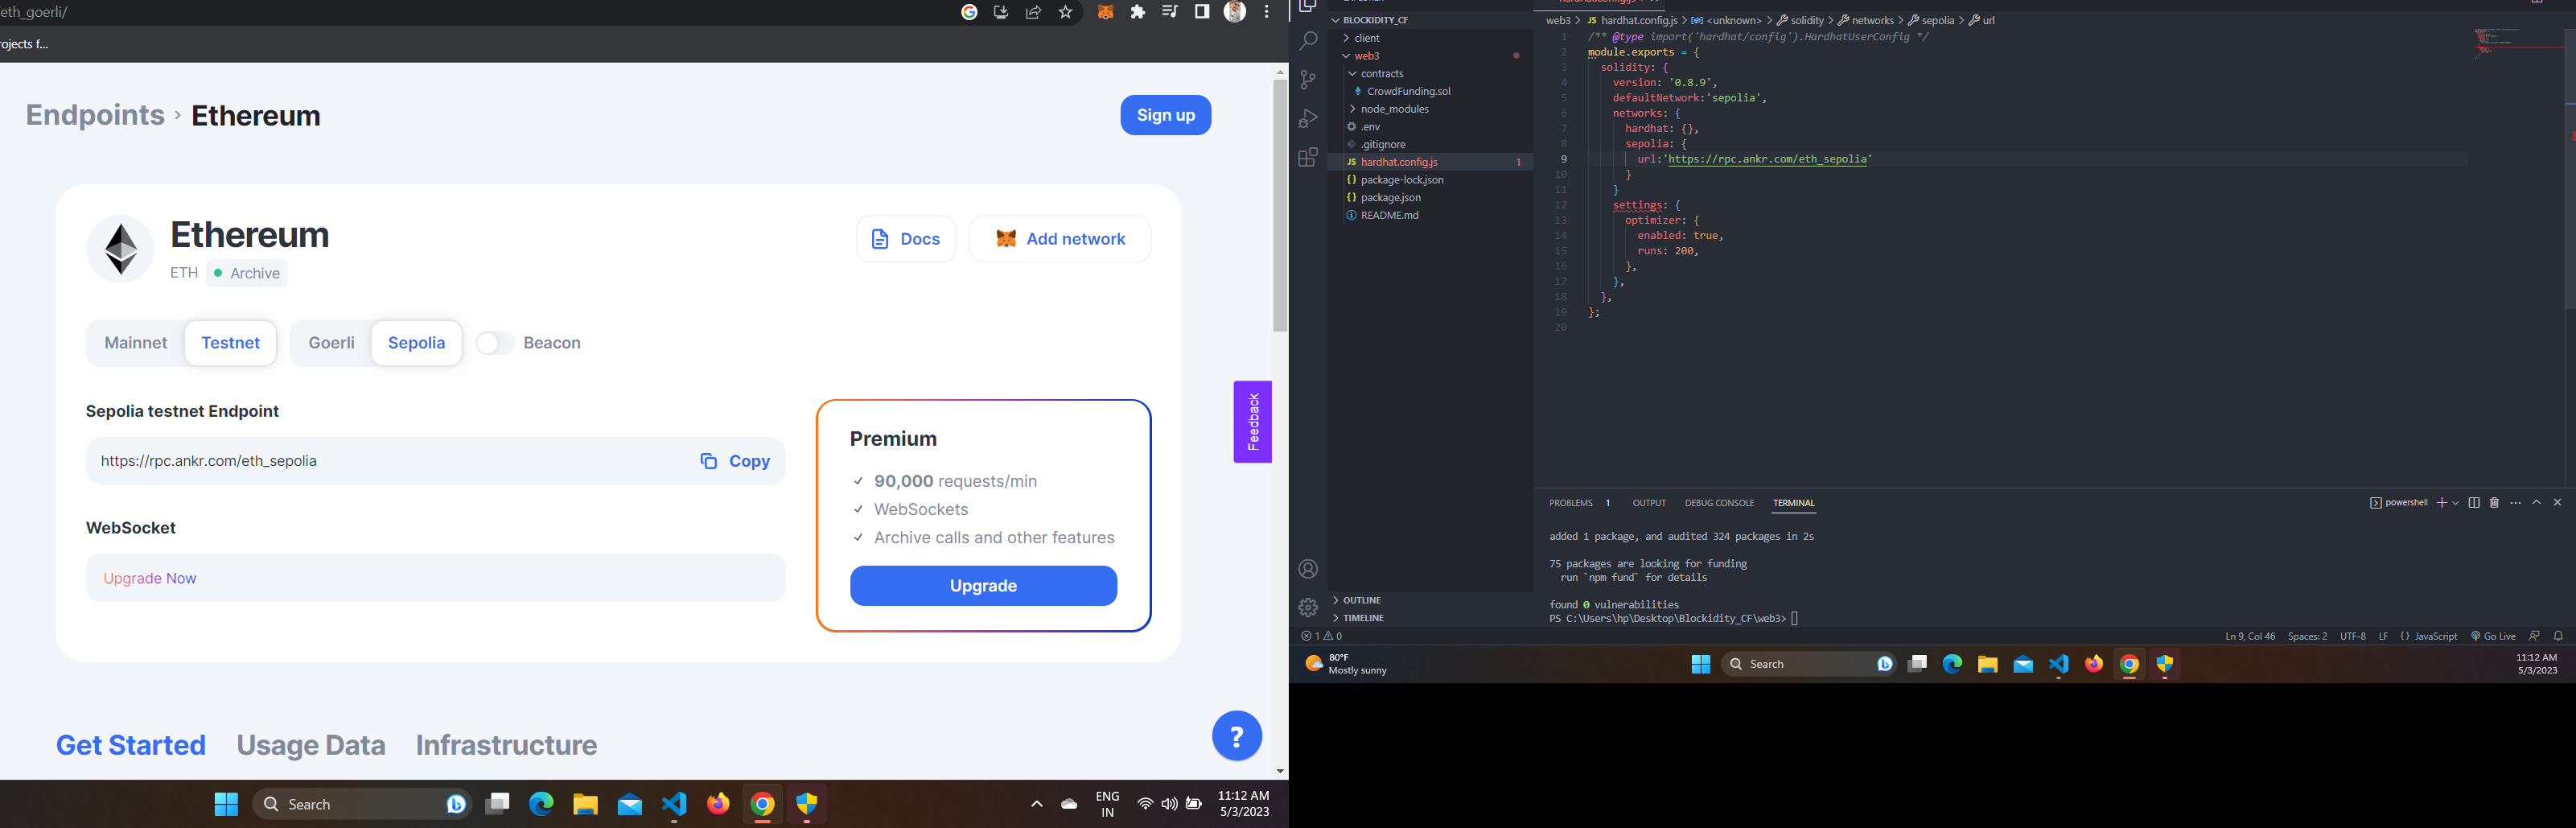 eth_goerli/
rojects f...
Endpoints › Ethereum
Sign up
Ethereum
ETH Archive
Docs
Add network
Mainnet Testnet Goerli Sepolia Beacon
Sepolia testnet Endpoint
https://rpc.ankr.com/eth_sepolia Copy
WebSocket
Upgrade Now
Premium
90,000 requests/min
WebSockets
Archive calls and other features
Upgrade
Feedback
Get Started Usage Data Infrastructure
?
Search
ENG
IN
11:12 AM
5/3/2023
BLOCKIDITY_CF
client
web3
contracts
CrowdFunding.sol
node_modules
.env
.gitignore
JS hardhat.config.js 1
{} package-lock.json
{} package.json
README.md
OUTLINE
TIMELINE
web3 > JS hardhat.config.js > <unknown> > solidity > networks > sepolia > url
1 /** @type import('hardhat/config').HardhatUserConfig */
2 module.exports = {
3 solidity: {
4 version: '0.8.9',
5 defaultNetwork:'sepolia',
6 networks: {
7 hardhat: {},
8 sepolia: {
9 url:'https://rpc.ankr.com/eth_sepolia'
10 }
11 }
12 settings: {
13 optimizer: {
14 enabled: true,
15 runs: 200,
16 },
17 },
18 },
19 };
20
PROBLEMS 1 OUTPUT DEBUG CONSOLE TERMINAL
powershell
added 1 package, and audited 324 packages in 2s
75 packages are looking for funding
run `npm fund` for details
found 0 vulnerabilities
PS C:\Users\hp\Desktop\Blockidity_CF\web3>
1 0
Ln 9, Col 46 Spaces: 2 UTF-8 LF {} JavaScript Go Live
80°F
Mostly sunny
Search
11:12 AM
5/3/2023